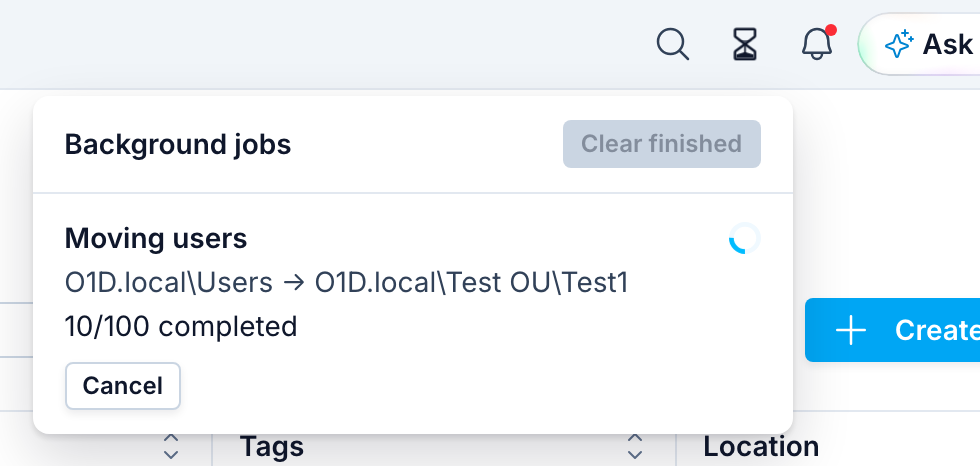 Ask
Background jobs
Clear finished
Moving users
O1D.local\Users → O1D.local\Test OU\Test1
10/100 completed
Cancel
Create
Tags
Location